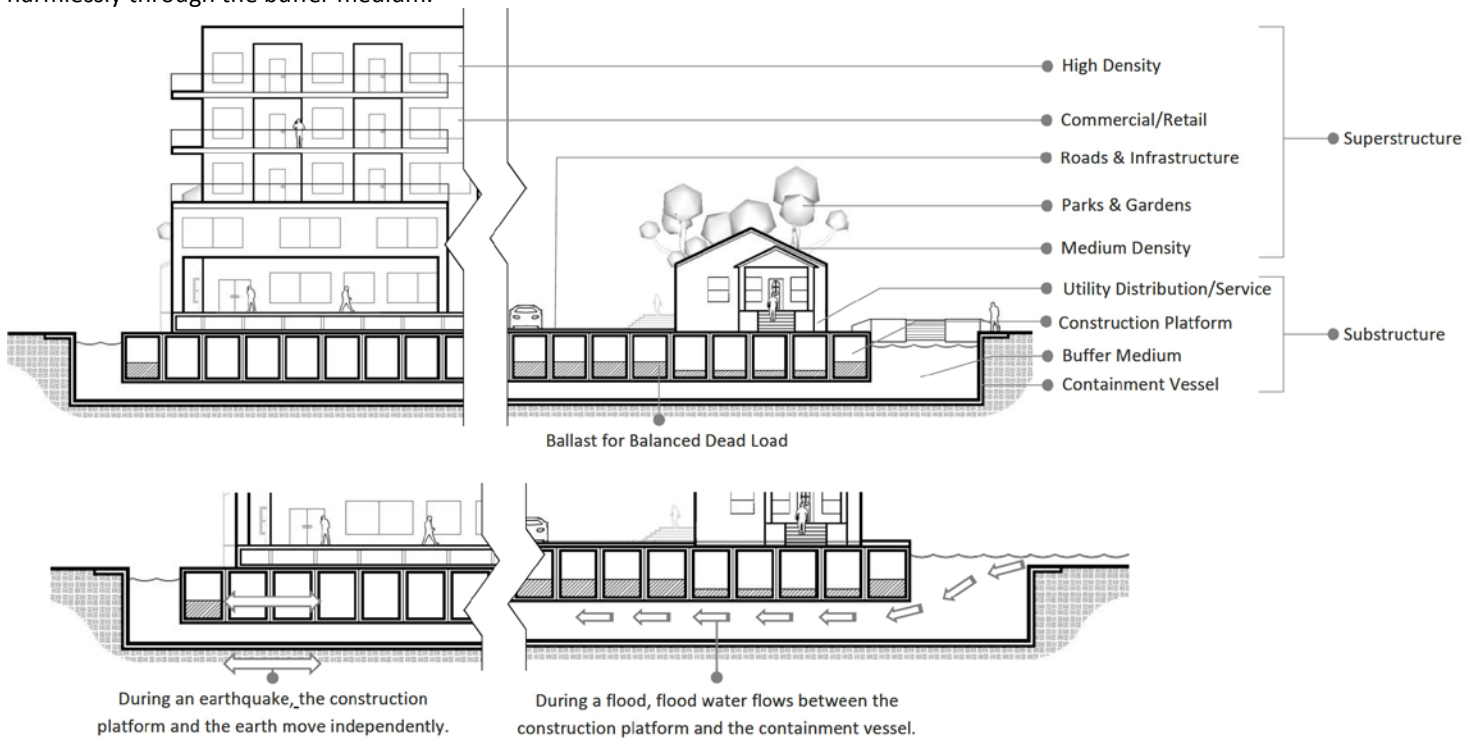 harmlessly through the buffer medium.
High Density
Commercial/Retail
Superstructure
Roads & Infrastructure
Parks & Gardens
Medium Density
Utility Distribution/Service
Construction Platform
Substructure
Buffer Medium
Containment Vessel
Ballast for Balanced Dead Load
During an earthquake, the construction
platform and the earth move independently.
During a flood, flood water flows between the
construction platform and the containment vessel.